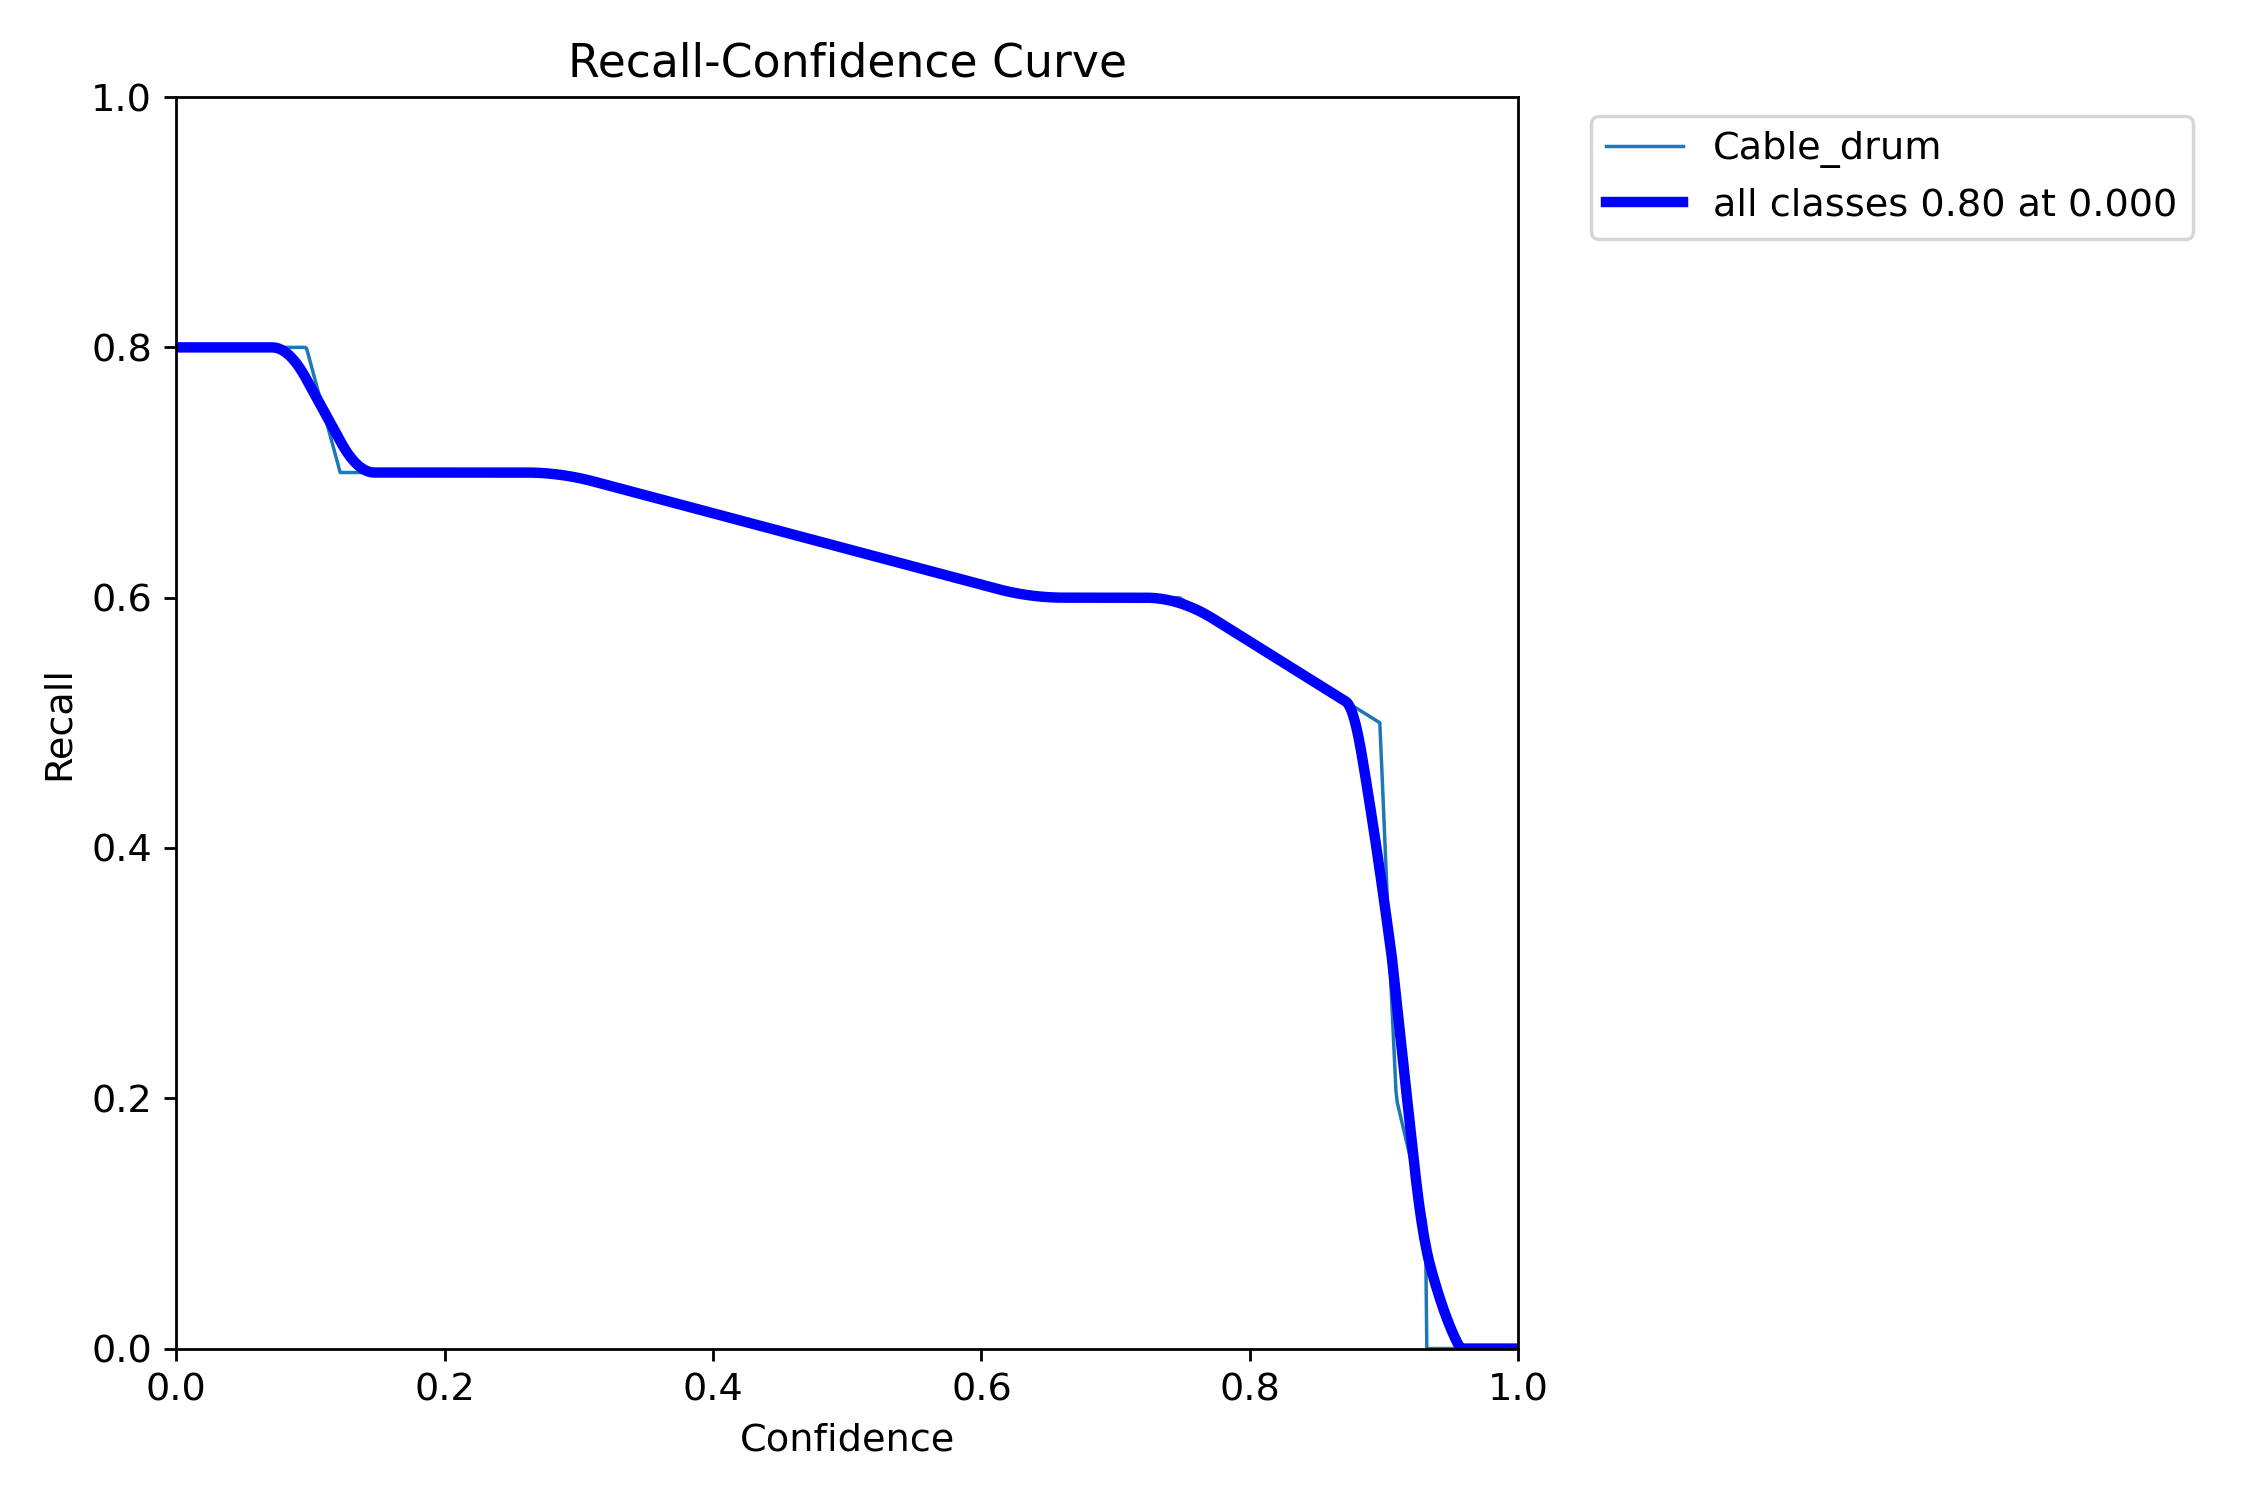 Recall-Confidence Curve
1.0
0.8
0.6
0.4
0.2
0.0
Recall
0.0 0.2 0.4 0.6 0.8 1.0
Confidence
Cable_drum
all classes 0.80 at 0.000